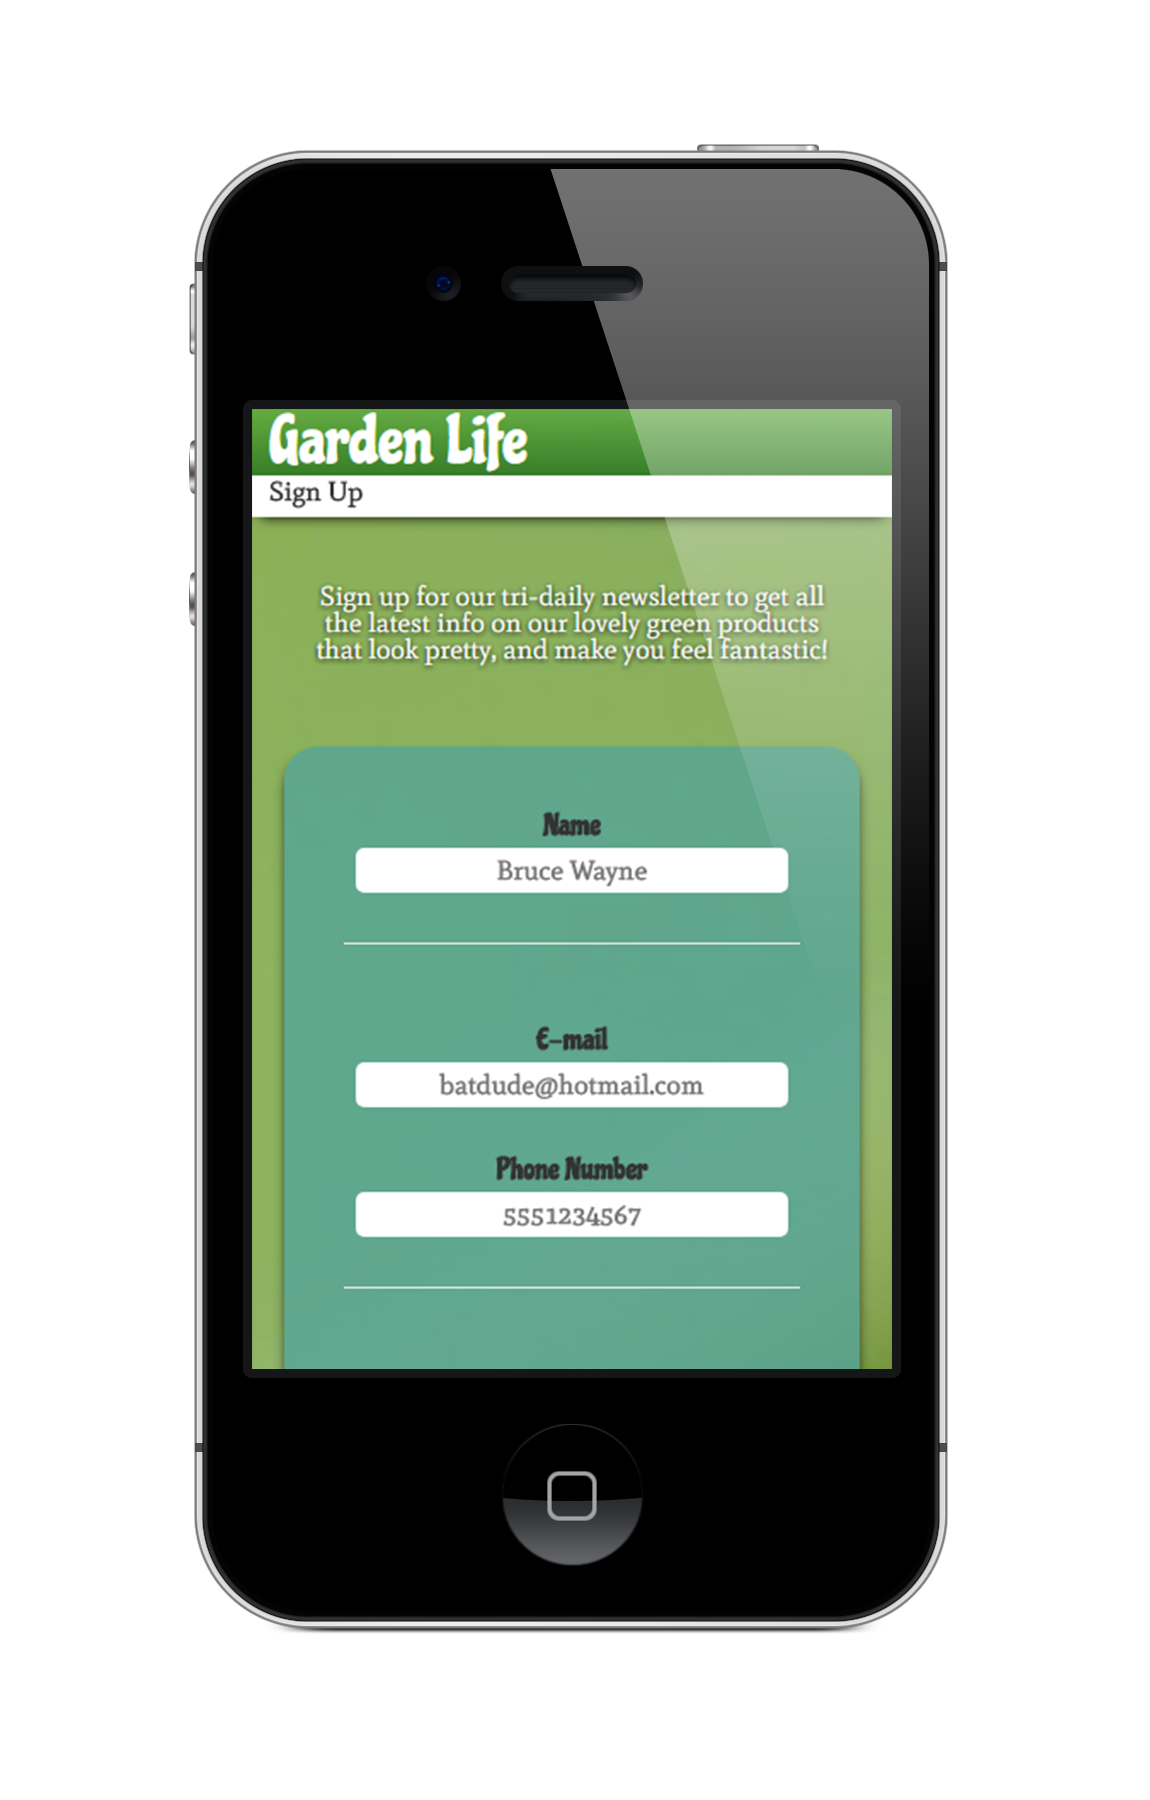 Garden Life
Sign Up
Sign up for our tri-daily newsletter to get all
the latest info on our lovely green products
that look pretty, and make you feel fantastic!
Name
Bruce Wayne
E-mail
batdude@hotmail.com
Phone Number
5551234567